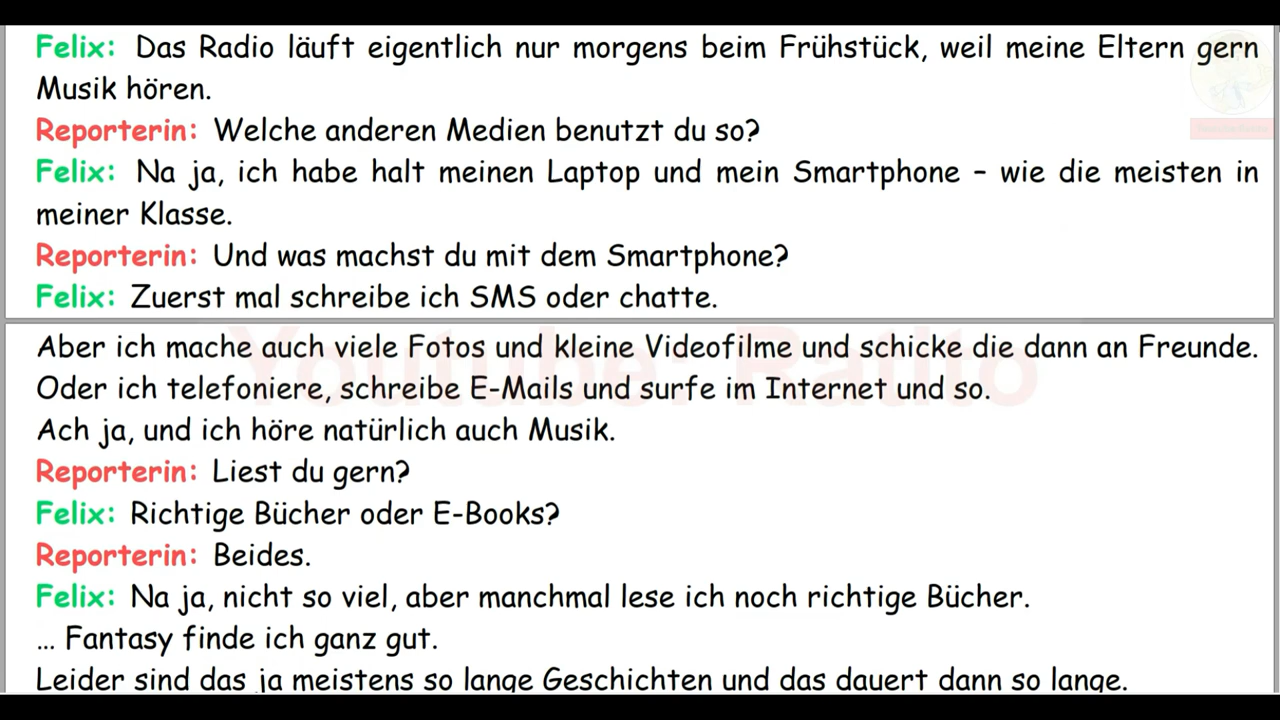 Felix: Das Radio läuft eigentlich nur morgens beim Frühstück, weil meine Eltern gern
Musik hören.
Reporterin: Welche anderen Medien benutzt du so?
Felix: Na ja, ich habe halt meinen Laptop und mein Smartphone – wie die meisten in
meiner Klasse.
Reporterin: Und was machst du mit dem Smartphone?
Felix: Zuerst mal schreibe ich SMS oder chatte.
Aber ich mache auch viele Fotos und kleine Videofilme und schicke die dann an Freunde.
Oder ich telefoniere, schreibe E-Mails und surfe im Internet und so.
Ach ja, und ich höre natürlich auch Musik.
Reporterin: Liest du gern?
Felix: Richtige Bücher oder E-Books?
Reporterin: Beides.
Felix: Na ja, nicht so viel, aber manchmal lese ich noch richtige Bücher.
... Fantasy finde ich ganz gut.
Leider sind das ja meistens so lange Geschichten und das dauert dann so lange.